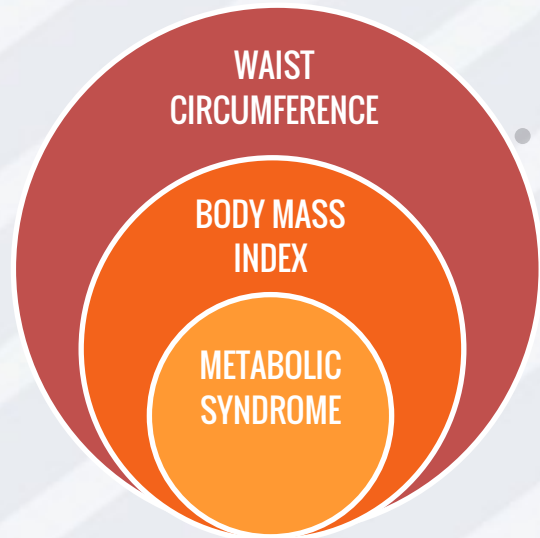 WAIST
CIRCUMFERENCE
BODY MASS
INDEX
METABOLIC
SYNDROME